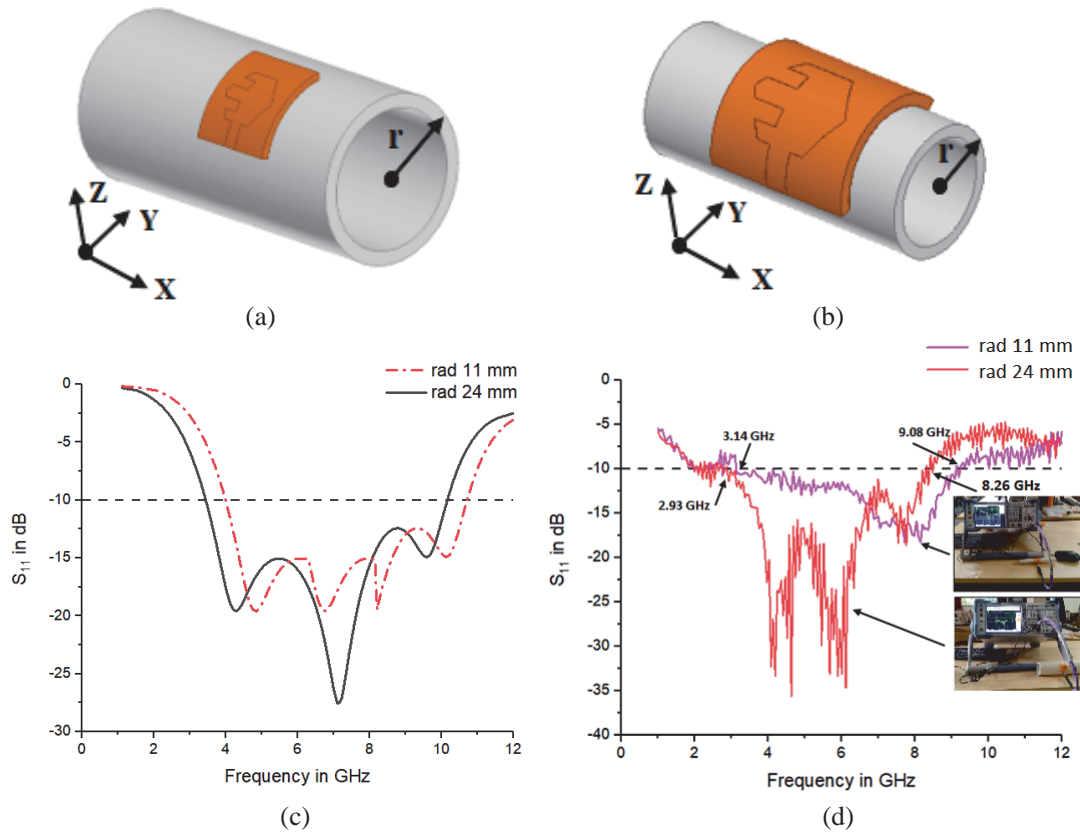 r
Z
Y
X
(a)
r
Z
Y
X
(b)
rad 11 mm
rad 24 mm
0
-5
-10
-15
-20
-25
-30
0 2 4 6 8 10 12
S11 in dB
Frequency in GHz
(c)
rad 11 mm
rad 24 mm
0
-5
-10
-15
-20
-25
-30
-35
-40
3.14 GHz
9.08 GHz
2.93 GHz
8.26 GHz
0 2 4 6 8 10 12
S11 in dB
Frequency in GHz
(d)